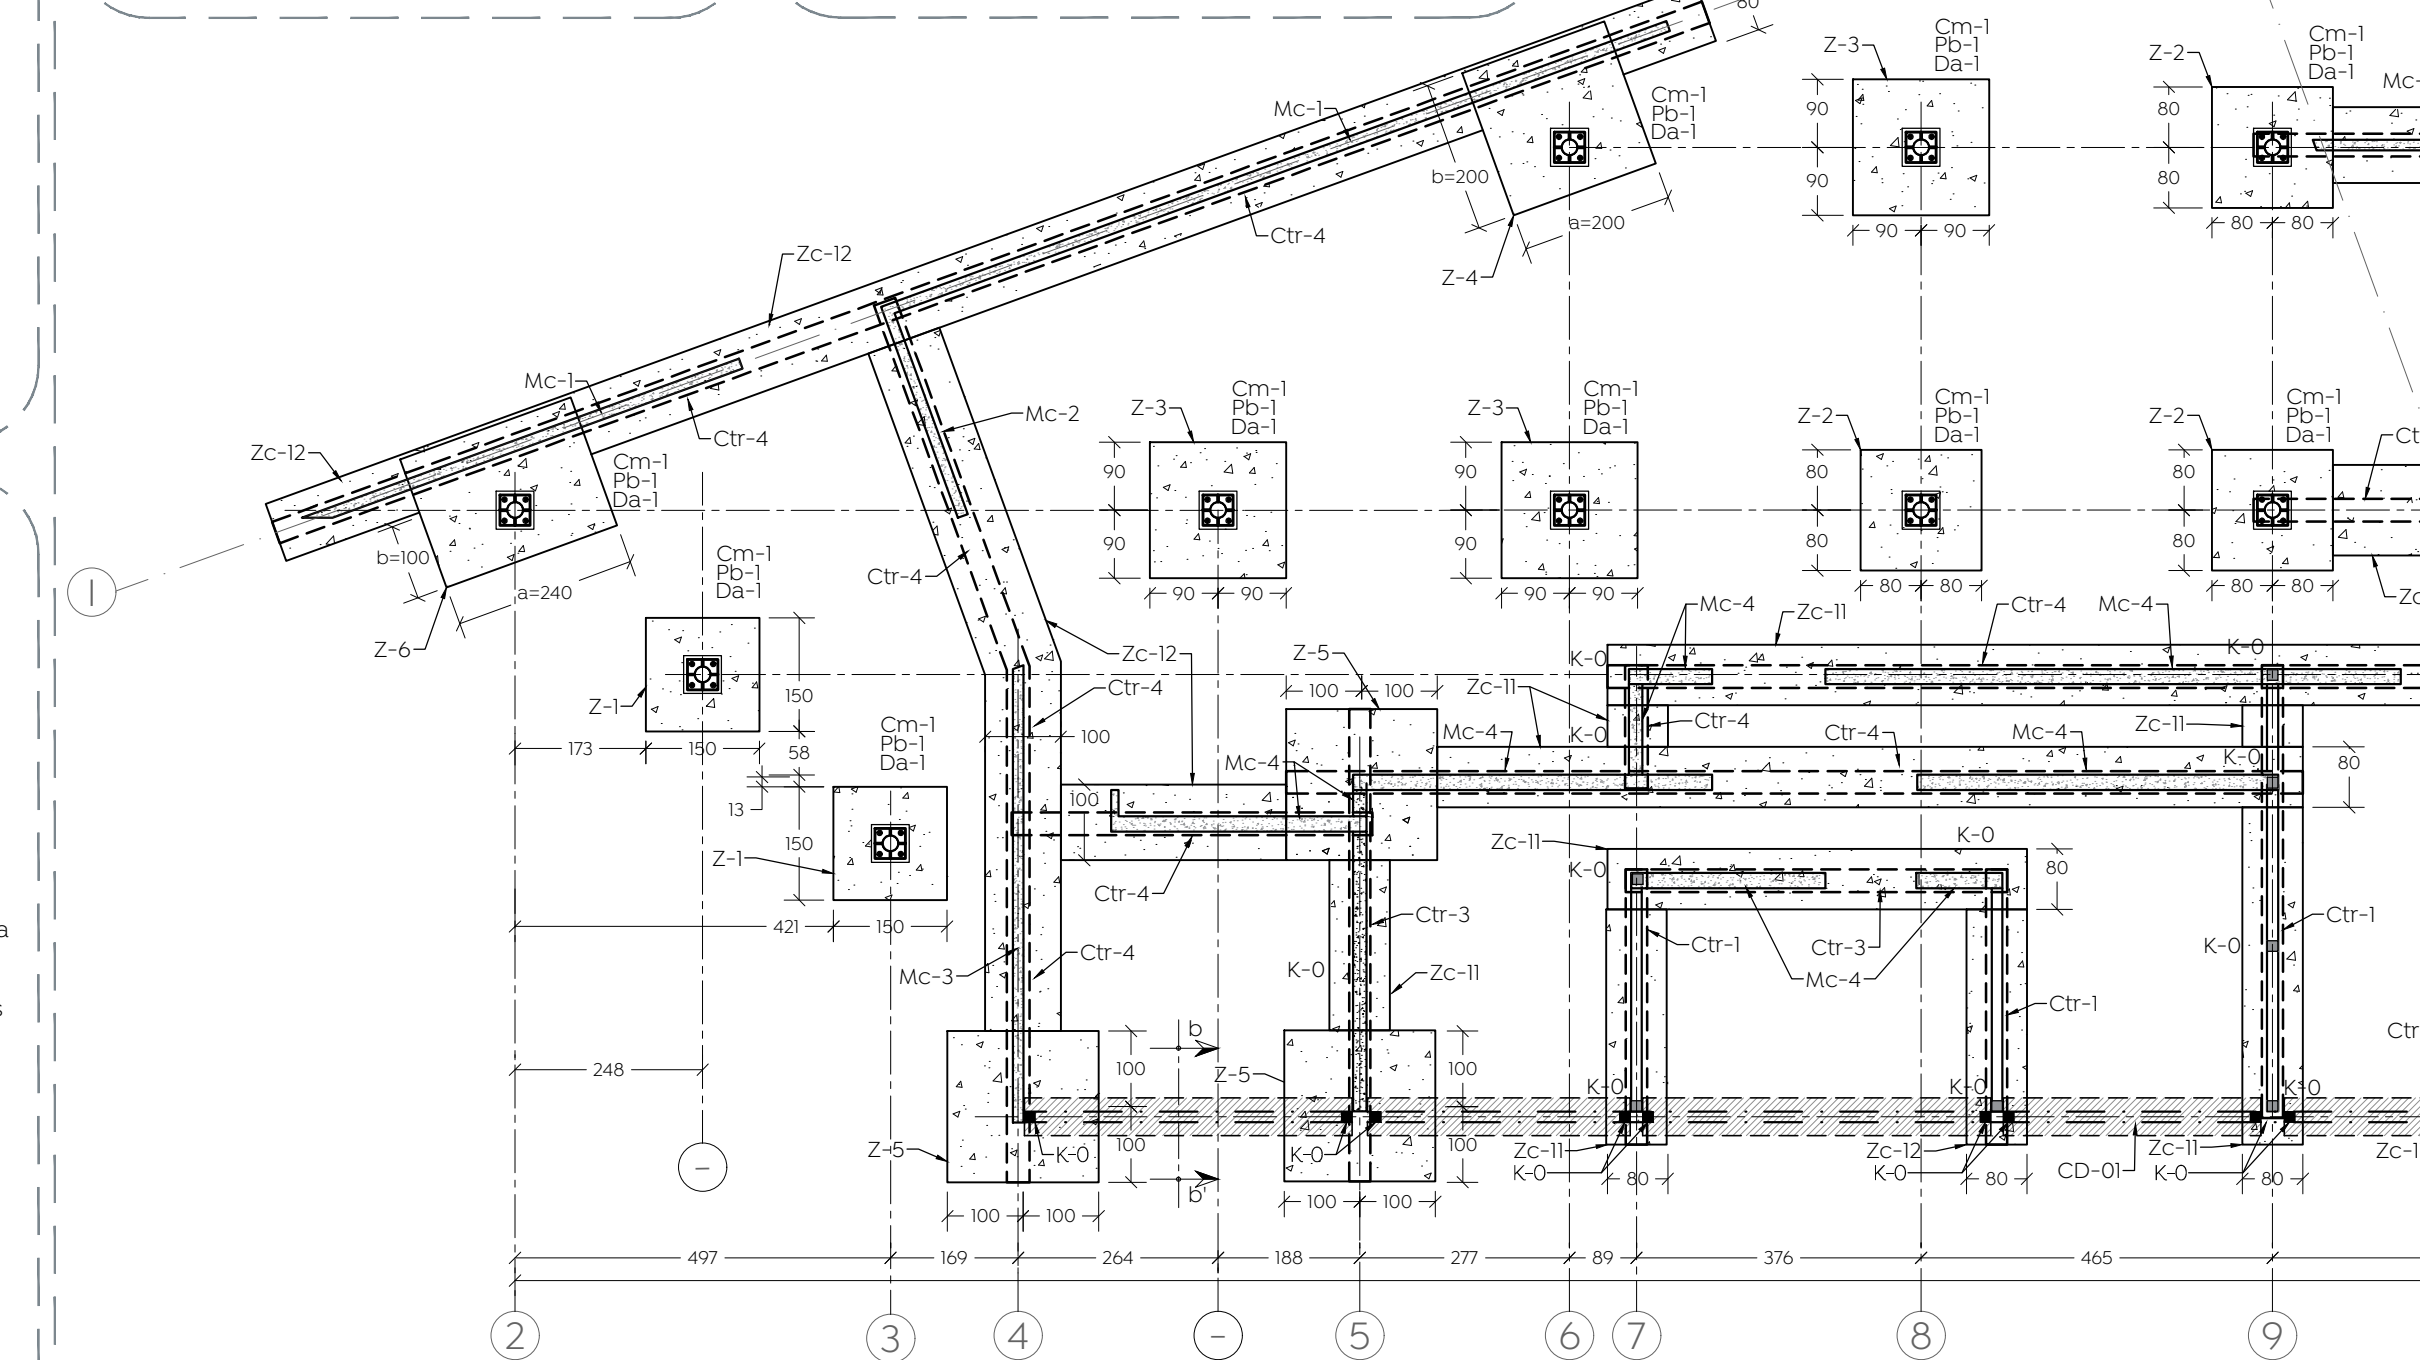 80
Z-3
Cm-1
Pb-1
Da-1
Z-2
Cm-1
Pb-1
Da-1
Mc-
Mc-1
Cm-1
Pb-1
Da-1
90
90
80
80
b=200
Ctr-4
a=200
90
90
80
80
Z-4
Zc-12
Mc-1
Z-3
Cm-1
Pb-1
Da-1
Z-3
Cm-1
Pb-1
Da-1
Z-2
Cm-1
Pb-1
Da-1
Z-2
Cm-1
Pb-1
Da-1
Mc-2
Ctr-4
Ct
Zc-12
Cm-1
Pb-1
Da-1
90
90
90
90
80
80
80
80
b=100
a=240
Cm-1
Pb-1
Da-1
Ctr-4
90
90
90
90
80
80
80
80
Zc
1
Z-6
Mc-4
Zc-11
Ctr-4
Mc-4
Zc-12
Z-5
K-0
K-0
Z-1
150
Ctr-4
100
100
Zc-11
Cm-1
Pb-1
Da-1
Ctr-4
Zc-11
173
150
58
100
K-0
Mc-4
Ctr-4
Mc-4
K-0
80
Mc-4
13
100
150
Z-1
Zc-11
K-0
K-0
80
Ctr-4
421
150
Ctr-3
Ctr-1
Ctr-3
Ctr-1
a
Ctr-4
K-0
K-0
Mc-3
Zc-11
Mc-4
s
Ctr-1
b
Ctr
248
100
Z-5
100
K-0
K-0
K-0
100
100
Z-5
K-0
K-0
Zc-11
Zc-12
Zc-11
Zc-1
-
K-0
K-0
CD-01
K-0
b'
80
80
80
100
100
100
100
497
169
264
188
277
89
376
465
2
3
4
-
5
6
7
8
9